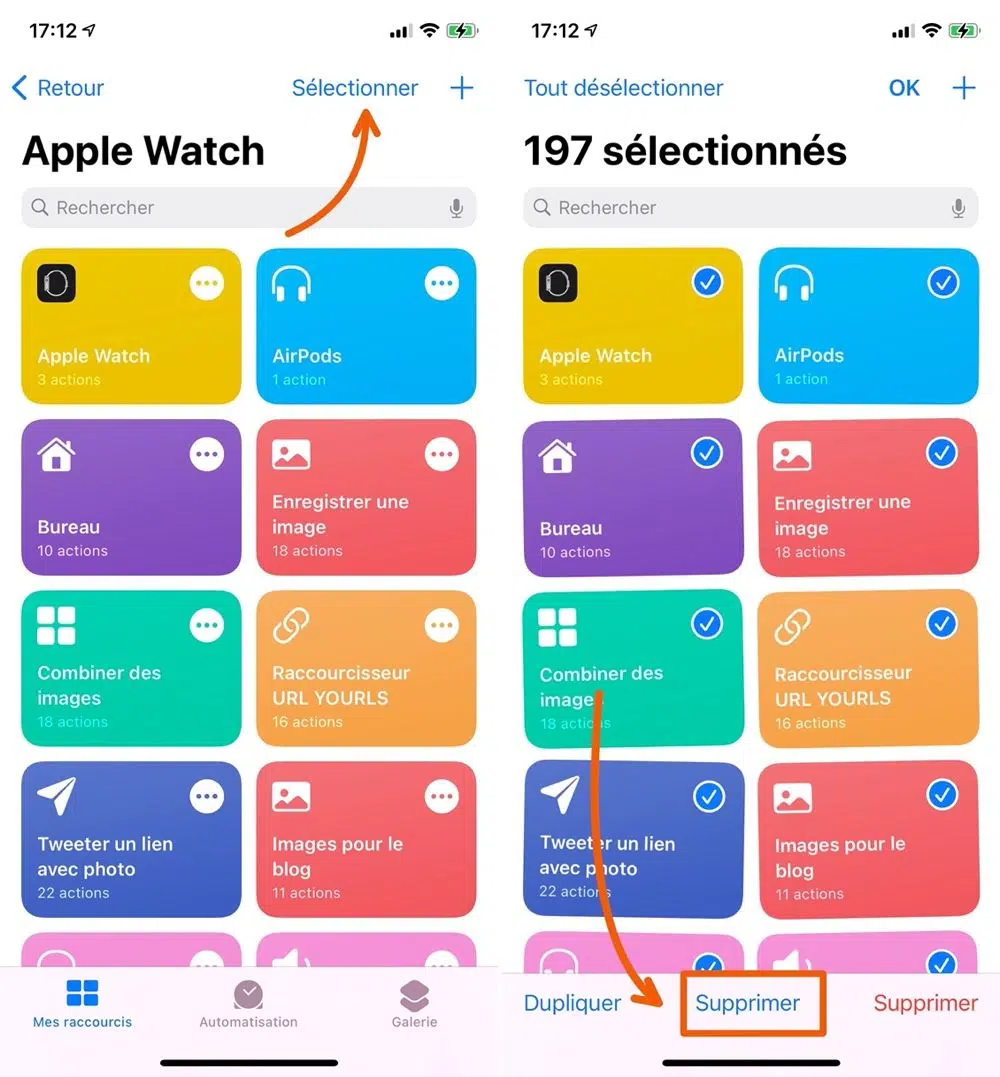 17:12
Retour
Sélectionner
Apple Watch
Rechercher
Apple Watch
3 actions
AirPods
1 action
Bureau
10 actions
Enregistrer une
image
18 actions
Combiner des
images
18 actions
Raccourcisseur
URL YOURLS
16 actions
Tweeter un lien
avec photo
22 actions
Images pour le
blog
11 actions
Mes raccourcis
Automatisation
Galerie
17:12
Tout désélectionner
OK
197 sélectionnés
Rechercher
Apple Watch
3 actions
AirPods
1 action
Bureau
10 actions
Enregistrer une
image
18 actions
Combiner des
images
18 actions
Raccourcisseur
URL YOURLS
16 actions
Tweeter un lien
avec photo
22 actions
Images pour le
blog
11 actions
Dupliquer
Supprimer
Supprimer